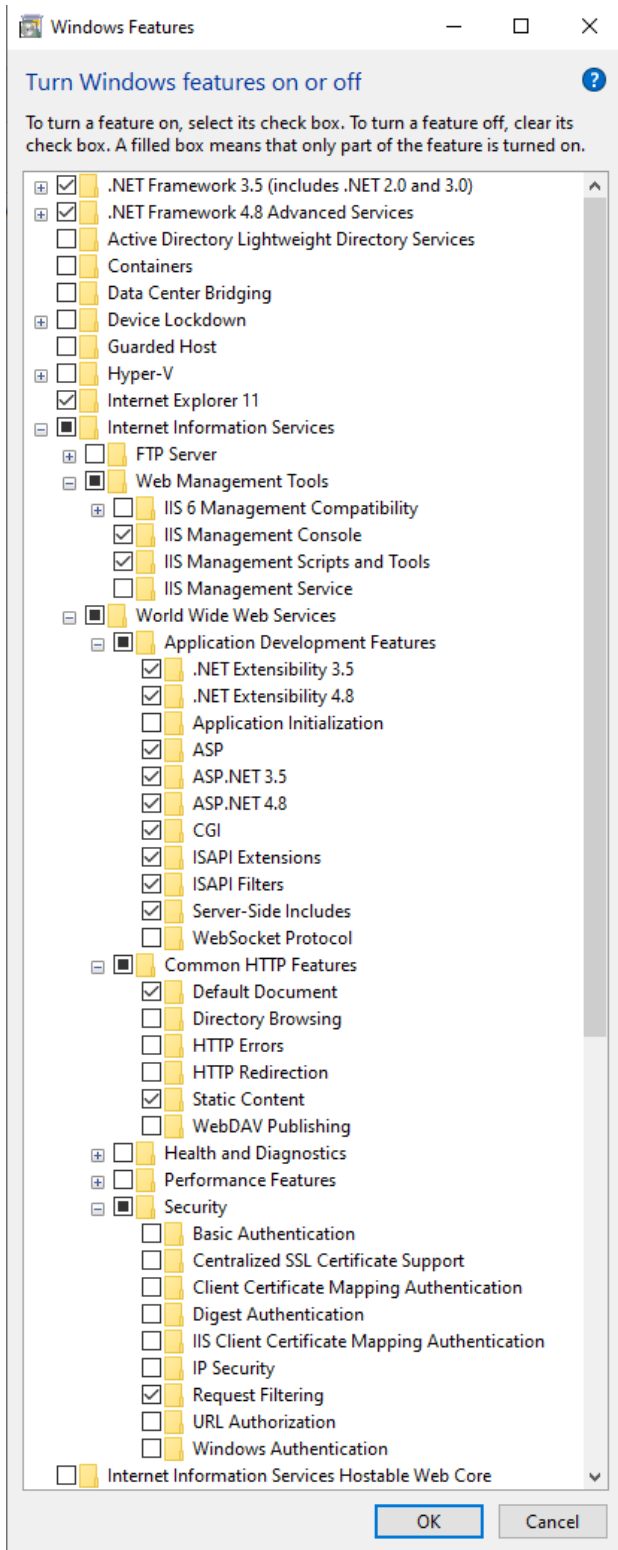 Windows Features
Turn Windows features on or off
To turn a feature on, select its check box. To turn a feature off, clear its
check box. A filled box means that only part of the feature is turned on.
.NET Framework 3.5 (includes .NET 2.0 and 3.0)
.NET Framework 4.8 Advanced Services
Active Directory Lightweight Directory Services
Containers
Data Center Bridging
Device Lockdown
Guarded Host
Hyper-V
Internet Explorer 11
Internet Information Services
FTP Server
Web Management Tools
IIS 6 Management Compatibility
IIS Management Console
IIS Management Scripts and Tools
IIS Management Service
World Wide Web Services
Application Development Features
.NET Extensibility 3.5
.NET Extensibility 4.8
Application Initialization
ASP
ASP.NET 3.5
ASP.NET 4.8
CGI
ISAPI Extensions
ISAPI Filters
Server-Side Includes
WebSocket Protocol
Common HTTP Features
Default Document
Directory Browsing
HTTP Errors
HTTP Redirection
Static Content
WebDAV Publishing
Health and Diagnostics
Performance Features
Security
Basic Authentication
Centralized SSL Certificate Support
Client Certificate Mapping Authentication
Digest Authentication
IIS Client Certificate Mapping Authentication
IP Security
Request Filtering
URL Authorization
Windows Authentication
Internet Information Services Hostable Web Core
OK Cancel